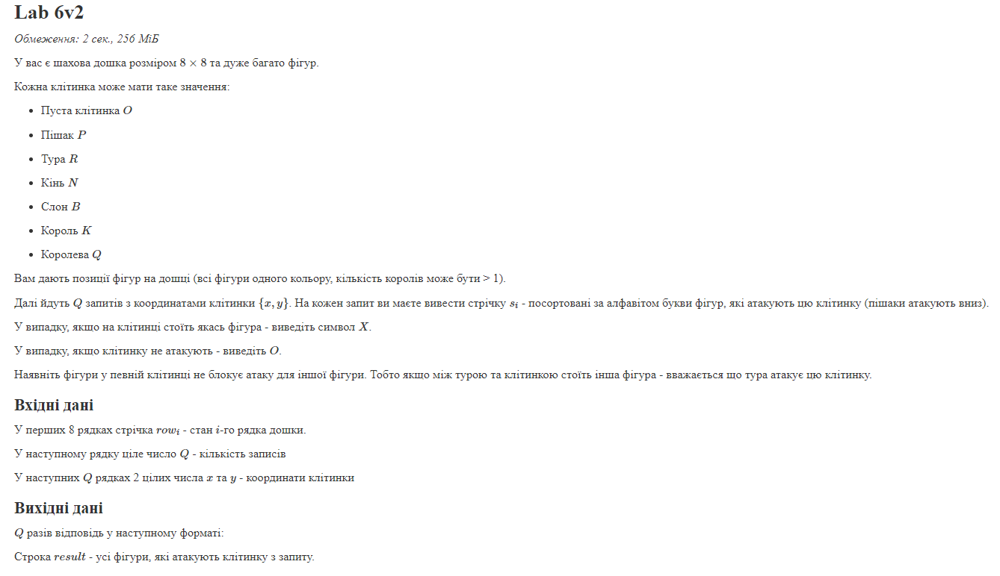 Lab 6v2
Обмеження: 2 сек., 256 МіБ
У вас є шахова дошка розміром 8 × 8 та дуже багато фігур.
Кожна клітинка може мати таке значення:
• Пуста клітинка O
• Пішак P
• Тура R
• Кінь N
• Слон B
• Король K
• Королева Q
Вам дають позиції фігур на дошці (всі фігури одного кольору, кількість королів може бути > 1).
Далі йдуть Q запитів з координатами клітинки {x, y}. На кожен запит ви маєте вивести стрічку sᵢ - посортовані за алфавітом букви фігур, які атакують цю клітинку (пішаки атакують вниз).
У випадку, якщо на клітинці стоїть якась фігура - виведіть символ X.
У випадку, якщо клітинку не атакують - виведіть O.
Наявніть фігури у певній клітинці не блокує атаку для іншої фігури. Тобто якщо між турою та клітинкою стоїть інша фігура - вважається що тура атакує цю клітинку.
Вхідні дані
У перших 8 рядках стрічка rowᵢ - стан i-го рядка дошки.
У наступному рядку ціле число Q - кількість записів
У наступних Q рядках 2 цілих числа x та y - координати клітинки
Вихідні дані
Q разів відповідь у наступному форматі:
Строка result - усі фігури, які атакують клітинку з запиту.